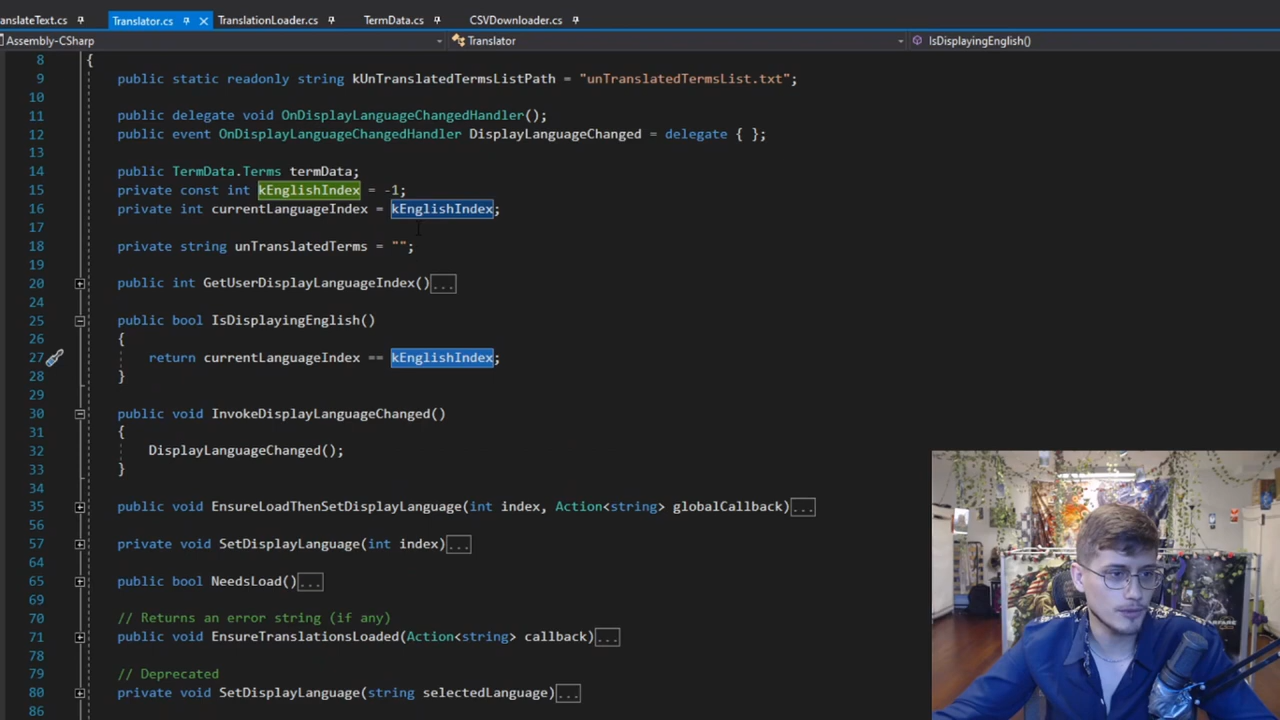 anslateText.cs Translator.cs TranslationLoader.cs TermData.cs CSVDownloader.cs
Assembly-CSharp Translator IsDisplayingEnglish()
8 {
9 public static readonly string kUnTranslatedTermsListPath = "unTranslatedTermsList.txt";
10
11 public delegate void OnDisplayLanguageChangedHandler();
12 public event OnDisplayLanguageChangedHandler DisplayLanguageChanged = delegate { };
13
14 public TermData.Terms termData;
15 private const int kEnglishIndex = -1;
16 private int currentLanguageIndex = kEnglishIndex;
17
18 private string unTranslatedTerms = "";
19
20 public int GetUserDisplayLanguageIndex()...
24
25 public bool IsDisplayingEnglish()
26 {
27 return currentLanguageIndex == kEnglishIndex;
28 }
29
30 public void InvokeDisplayLanguageChanged()
31 {
32 DisplayLanguageChanged();
33 }
34
35 public void EnsureLoadThenSetDisplayLanguage(int index, Action<string> globalCallback)...
56
57 private void SetDisplayLanguage(int index)...
64
65 public bool NeedsLoad()...
69
70 // Returns an error string (if any)
71 public void EnsureTranslationsLoaded(Action<string> callback)...
78
79 // Deprecated
80 private void SetDisplayLanguage(string selectedLanguage)...
86